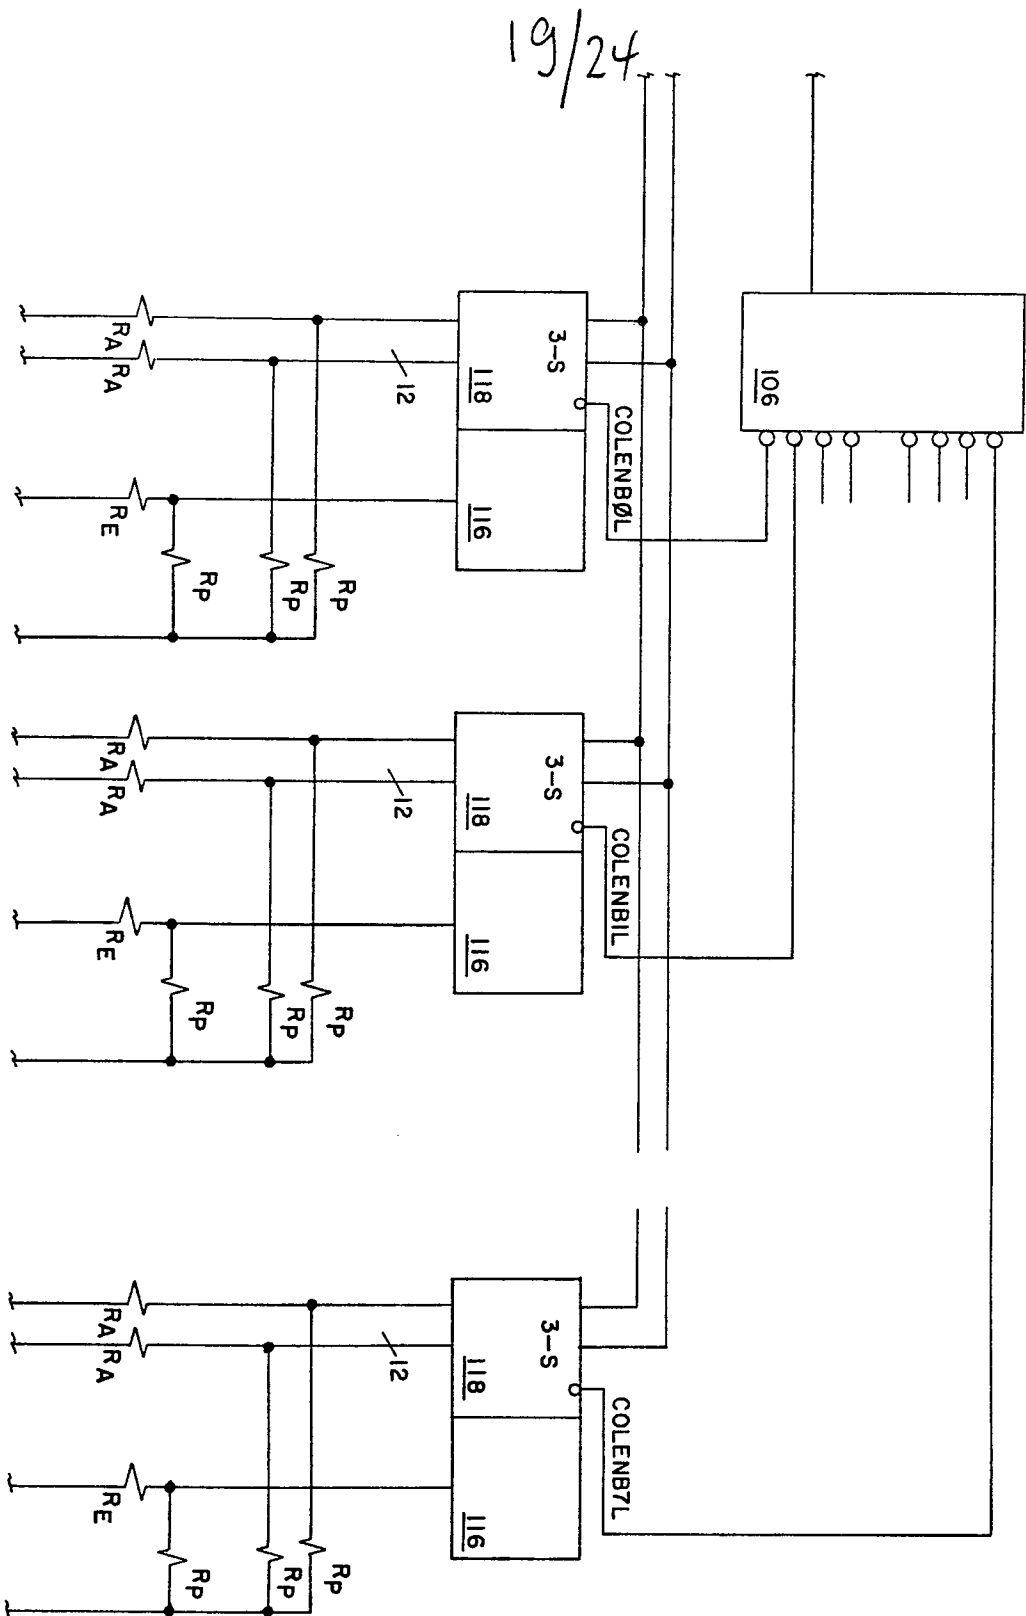 19/24
106
3-S
118
116
COLENBØL
12
RA
RA
RE
RP
RP
RP
3-S
118
116
COLENB1L
12
RA
RA
RE
RP
RP
RP
3-S
118
116
COLENB7L
12
RA
RA
RE
RP
RP
RP